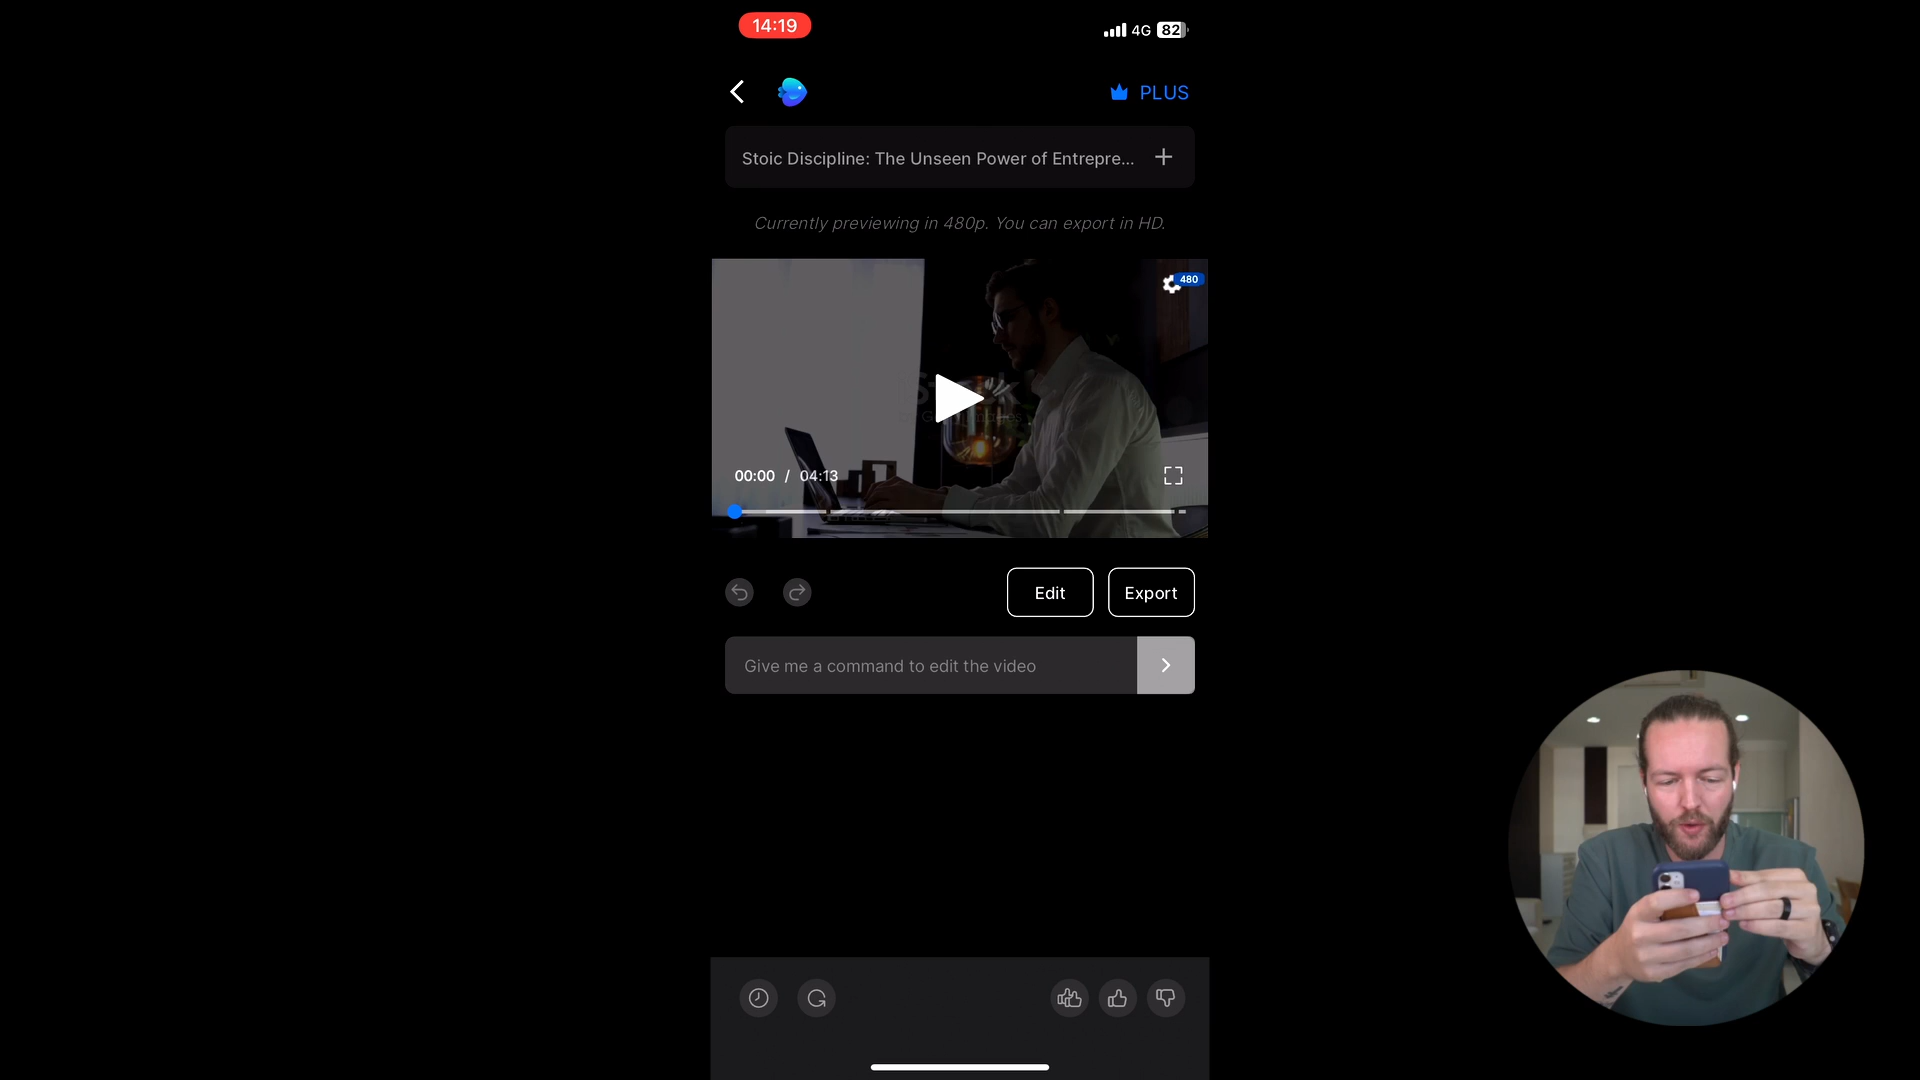 14:19
4G 82
PLUS
Stoic Discipline: The Unseen Power of Entrepre...
Currently previewing in 480p. You can export in HD.
480
00:00 / 04:13
Edit
Export
Give me a command to edit the video